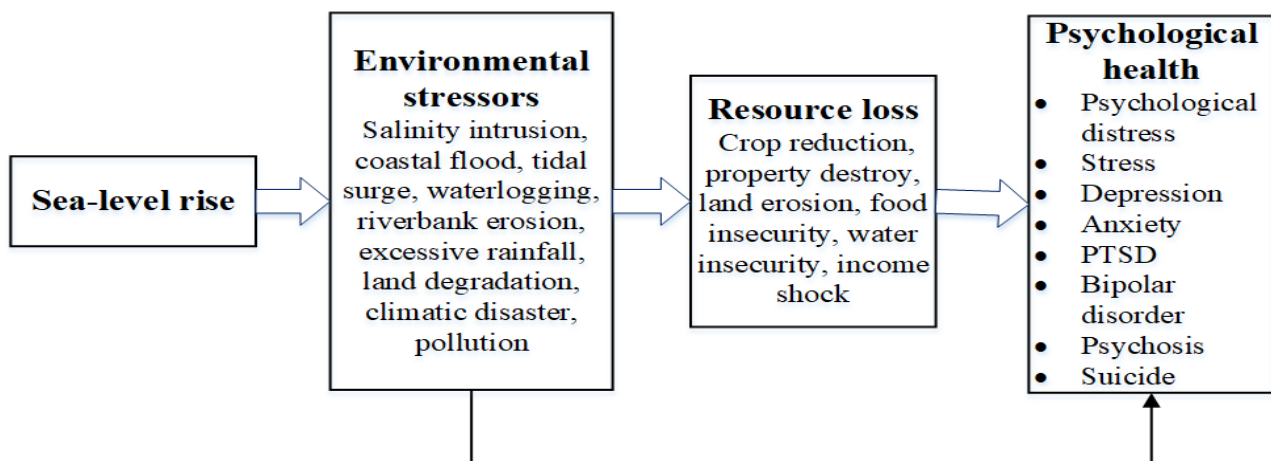 Sea-level rise
Environmental
stressors
Salinity intrusion,
coastal flood, tidal
surge, waterlogging,
riverbank erosion,
excessive rainfall,
land degradation,
climatic disaster,
pollution
Resource loss
Crop reduction,
property destroy,
land erosion, food
insecurity, water
insecurity, income
shock
Psychological
health
• Psychological
distress
• Stress
• Depression
• Anxiety
• PTSD
• Bipolar
disorder
• Psychosis
• Suicide